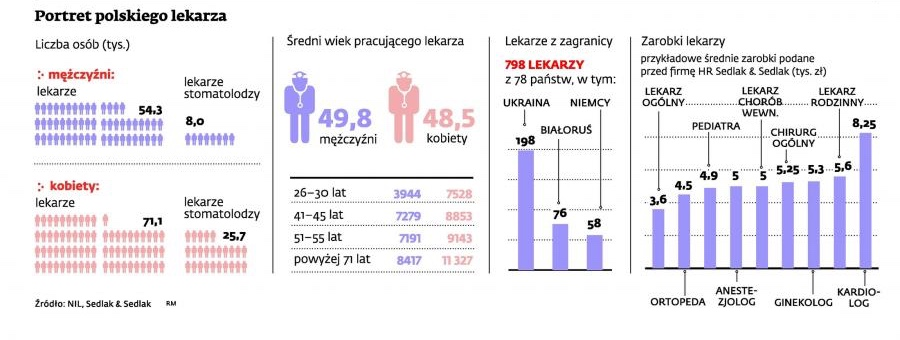 Portret polskiego lekarza
Liczba osób (tys.)
mężczyźni:
lekarze
54,3
lekarze
stomatolodzy
8,0
kobiety:
lekarze
71,1
lekarze
stomatolodzy
25,7
Źródło: NIL, Sedlak & Sedlak RM
Średni wiek pracującego lekarza
49,8
mężczyźni
48,5
kobiety
26–30 lat 3944 7528
41–45 lat 7279 8853
51–55 lat 7191 9143
powyżej 71 lat 8417 11 327
Lekarze z zagranicy
798 LEKARZY
z 78 państw, w tym:
UKRAINA NIEMCY
BIAŁORUŚ
198
76
58
Zarobki lekarzy
przykładowe średnie zarobki podane
przed firmę HR Sedlak & Sedlak (tys. zł)
LEKARZ
OGÓLNY
LEKARZ
CHORÓB
WEWN.
LEKARZ
RODZINNY
PEDIATRA
CHIRURG
OGÓLNY
3,6 4,5 4,9 5 5 5,25 5,3 5,6 8,25
ORTOPEDA
ANESTE-
ZJOLOG
GINEKOLOG
KARDIO-
LOG